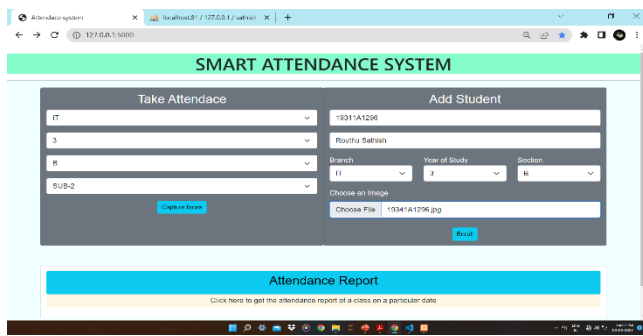 Attendace system
localhost:81 / 127.0.0.1 / sathish
127.0.0.1:5000
SMART ATTENDANCE SYSTEM
Take Attendace
IT
3
B
SUB-2
Capture faces
Add Student
19341A1296
Routhu Sathish
Branch Year of Study Section
IT 3 B
Choose an Image
Choose File 19341A1296.jpg
Enroll
Attendance Report
Click here to get the attendance report of a class on a particular date